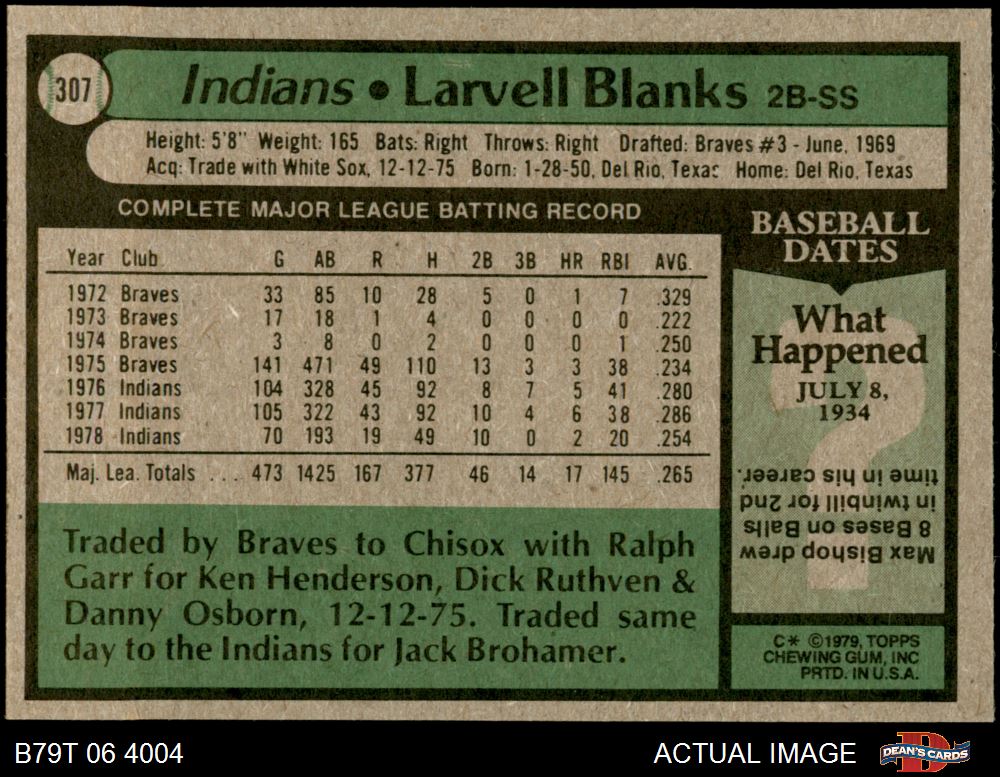 307
Indians • Larvell Blanks 2B-SS
Height: 5'8" Weight: 165 Bats: Right Throws: Right Drafted: Braves #3 - June, 1969
Acq: Trade with White Sox, 12-12-75 Born: 1-28-50, Del Rio, Texas Home: Del Rio, Texas
COMPLETE MAJOR LEAGUE BATTING RECORD
Year Club G AB R H 2B 3B HR RBI AVG.
1972 Braves 33 85 10 28 5 0 1 7 .329
1973 Braves 17 18 1 4 0 0 0 0 .222
1974 Braves 3 8 0 2 0 0 0 1 .250
1975 Braves 141 471 49 110 13 3 3 38 .234
1976 Indians 104 328 45 92 8 7 5 41 .280
1977 Indians 105 322 43 92 10 4 6 38 .286
1978 Indians 70 193 19 49 10 0 2 20 .254
Maj. Lea. Totals ... 473 1425 167 377 46 14 17 145 .265
Traded by Braves to Chisox with Ralph
Garr for Ken Henderson, Dick Ruthven &
Danny Osborn, 12-12-75. Traded same
day to the Indians for Jack Brohamer.
BASEBALL
DATES
What
Happened
JULY 8,
1934
?
Max Bishop drew
8 Bases on Balls
in twinbill for 2nd
time in his career.
C* ©1979, TOPPS
CHEWING GUM, INC
PRTD. IN U.S.A.
B79T 06 4004
ACTUAL IMAGE
D
DEAN'S CARDS